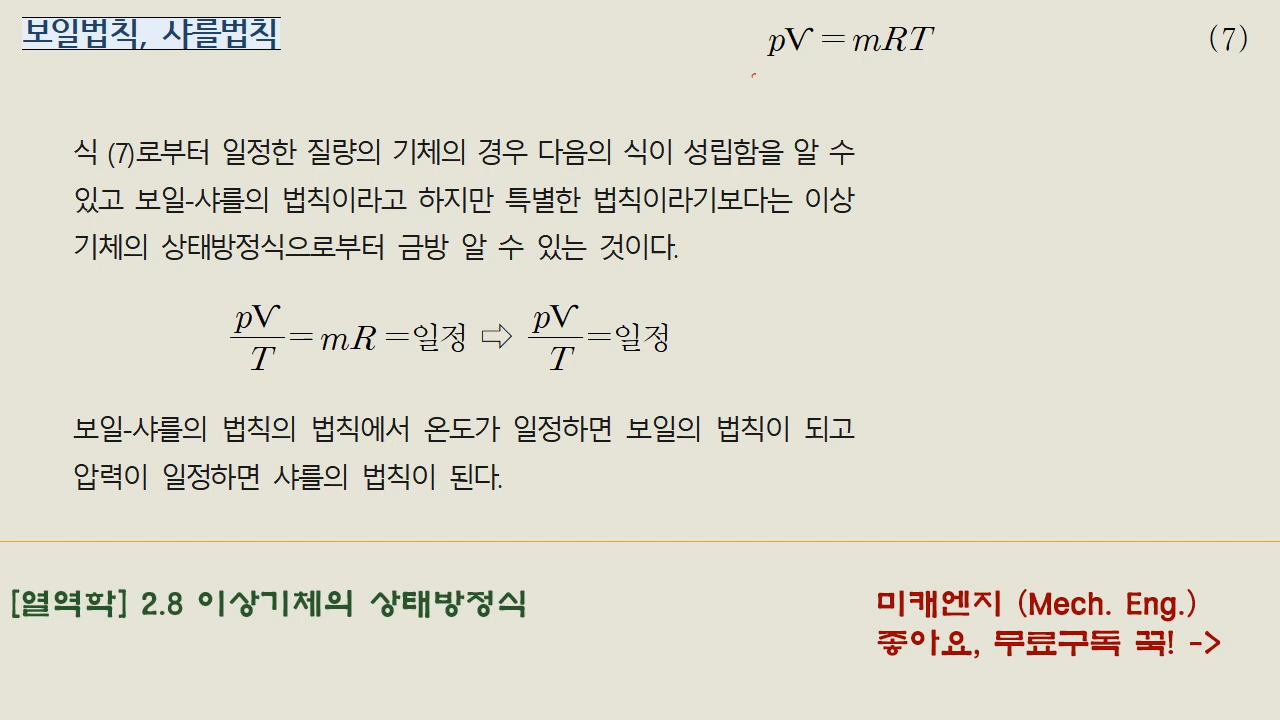 보일법칙, 샤를법칙
pV = mRT (7)
식 (7)로부터 일정한 질량의 기체의 경우 다음의 식이 성립함을 알 수
있고 보일-샤를의 법칙이라고 하지만 특별한 법칙이라기보다는 이상
기체의 상태방정식으로부터 금방 알 수 있는 것이다.
pV/T = mR = 일정 ⇨ pV/T = 일정
보일-샤를의 법칙의 법칙에서 온도가 일정하면 보일의 법칙이 되고
압력이 일정하면 샤를의 법칙이 된다.
[열역학] 2.8 이상기체의 상태방정식
미캐엔지 (Mech. Eng.)
좋아요, 무료구독 꾹! ->